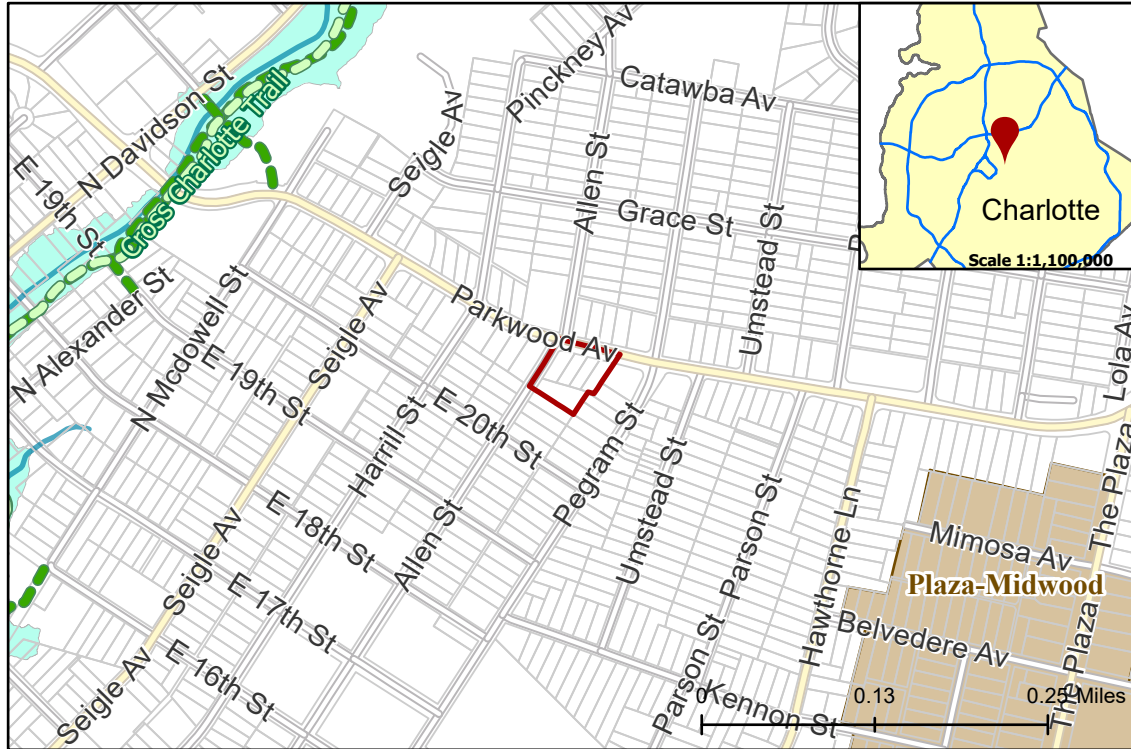 Pinckney Av
Catawba Av
Seigle Av
N Davidson St
Cross Charlotte Trail
E 19th St
Allen St
Grace St
Umstead St
Charlotte
Scale 1:1,100,000
N Alexander St
N Mcdowell St
Seigle Av
Parkwood Av
Lola Av
E 19th St
E 20th St
Harrill St
Pegram St
Umstead St
Parson St
Hawthorne Ln
The Plaza
Mimosa Av
Plaza-Midwood
E 18th St
Allen St
Seigle Av
E 17th St
Belvedere Av
E 16th St
Parson St
The Plaza
Kennon St
Seigle Av
0 0.13 0.25 Miles